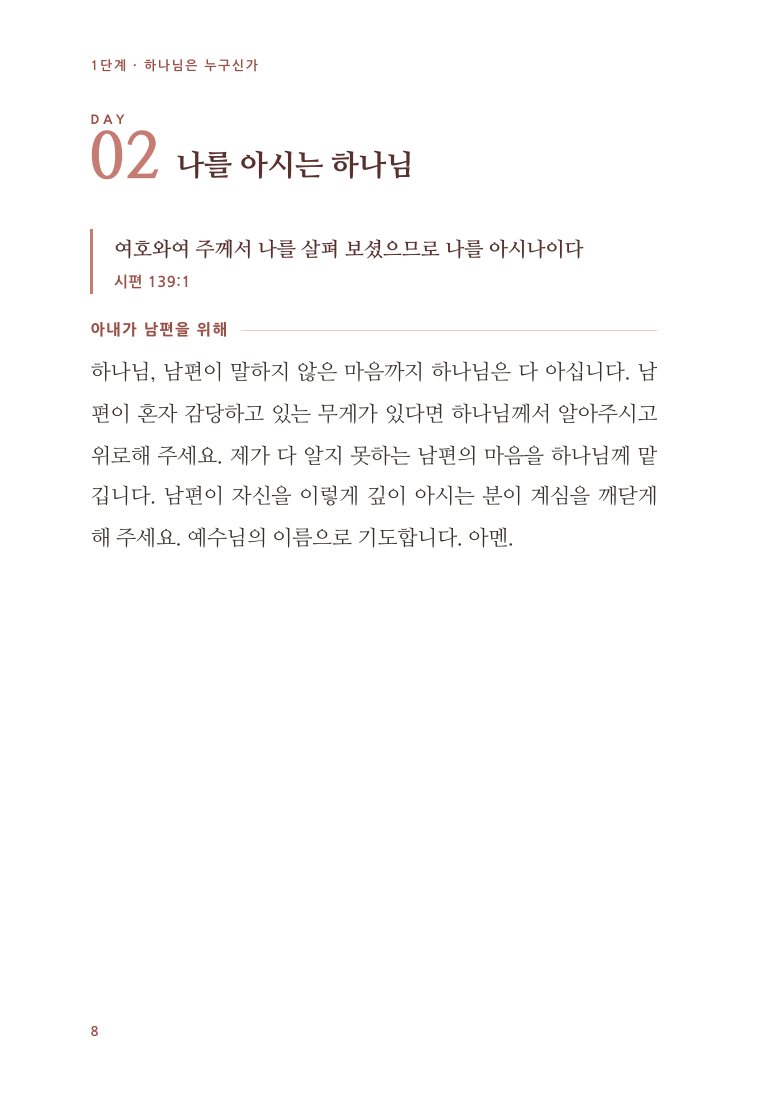 1단계 · 하나님은 누구신가
DAY
02 나를 아시는 하나님
여호와여 주께서 나를 살펴 보셨으므로 나를 아시나이다
시편 139:1
아내가 남편을 위해
하나님, 남편이 말하지 않은 마음까지 하나님은 다 아십니다. 남
편이 혼자 감당하고 있는 무게가 있다면 하나님께서 알아주시고
위로해 주세요. 제가 다 알지 못하는 남편의 마음을 하나님께 맡
깁니다. 남편이 자신을 이렇게 깊이 아시는 분이 계심을 깨닫게
해 주세요. 예수님의 이름으로 기도합니다. 아멘.
8